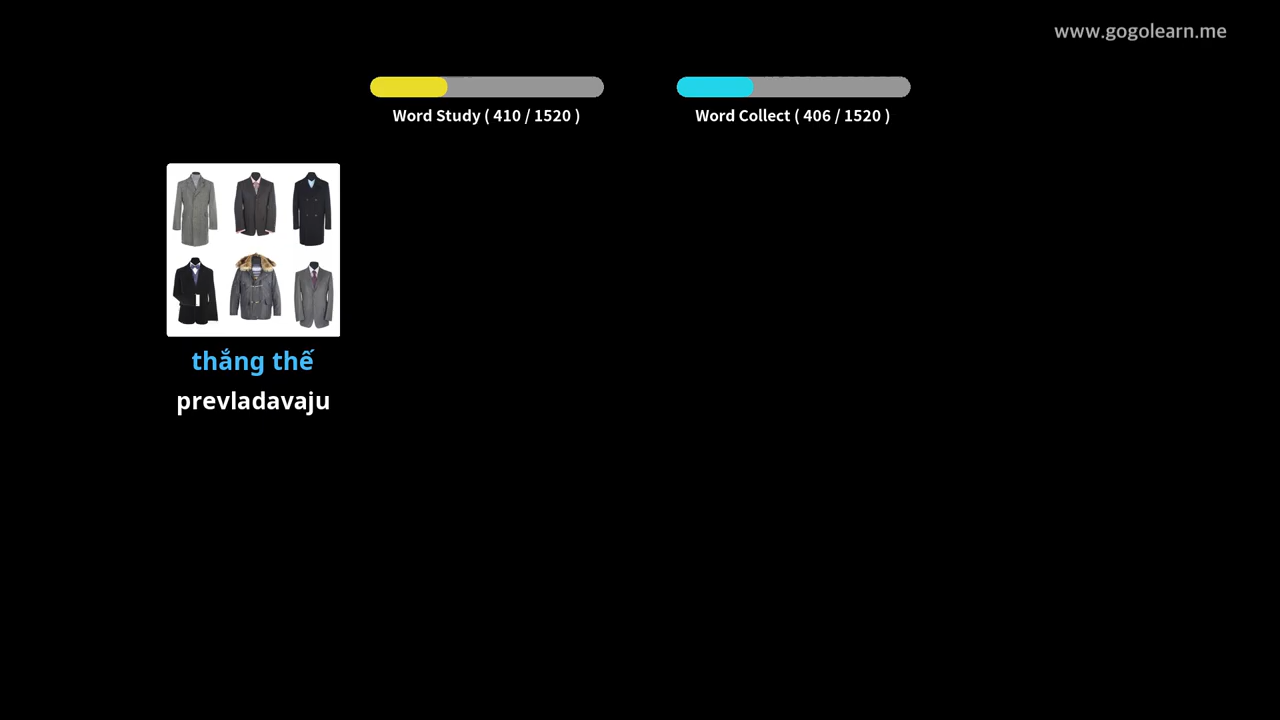 www.gogolearn.me
Word Study ( 410 / 1520 )
Word Collect ( 406 / 1520 )
thắng thế
prevladavaju